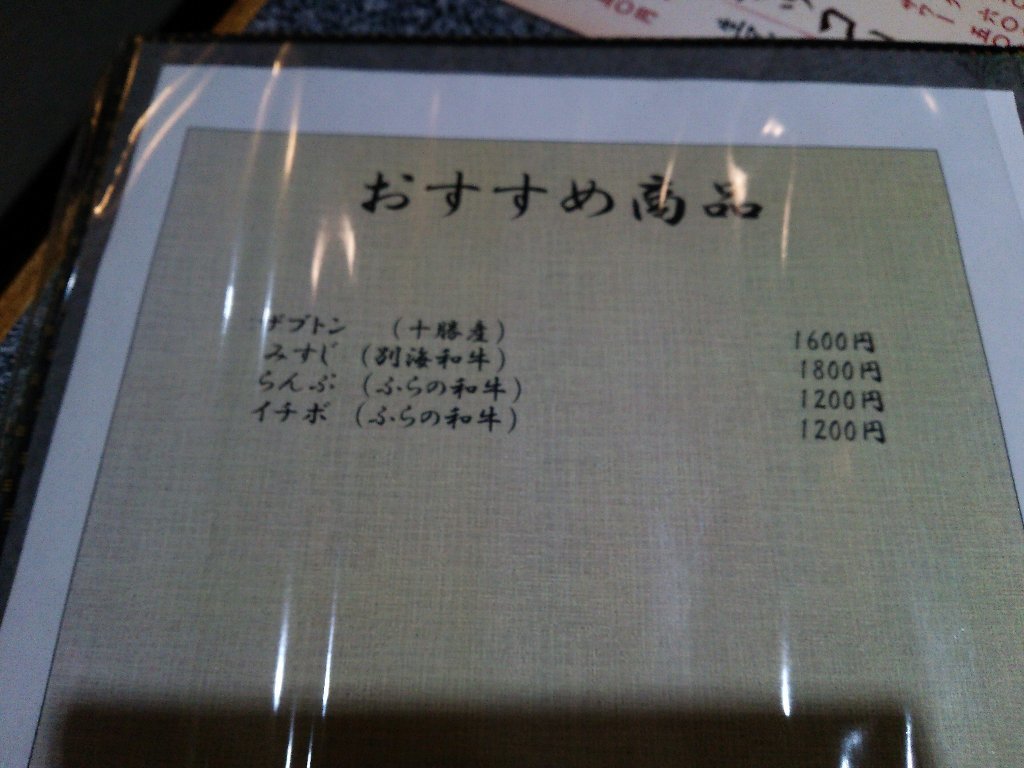 おすすめ商品
ザブトン (十勝産) 1600円
みすじ (別海和牛) 1800円
らんぷ (ふらの和牛) 1200円
イチボ (ふらの和牛) 1200円